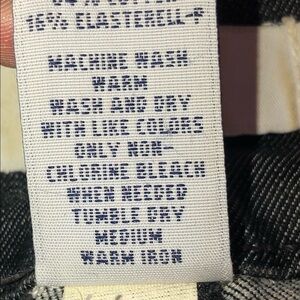 16% ELASTERELL-P
MACHINE WASH
WARM
WASH AND DRY
WITH LIKE COLORS
ONLY NON-
CHLORINE BLEACH
WHEN NEEDED
TUMBLE DRY
MEDIUM
WARM IRON